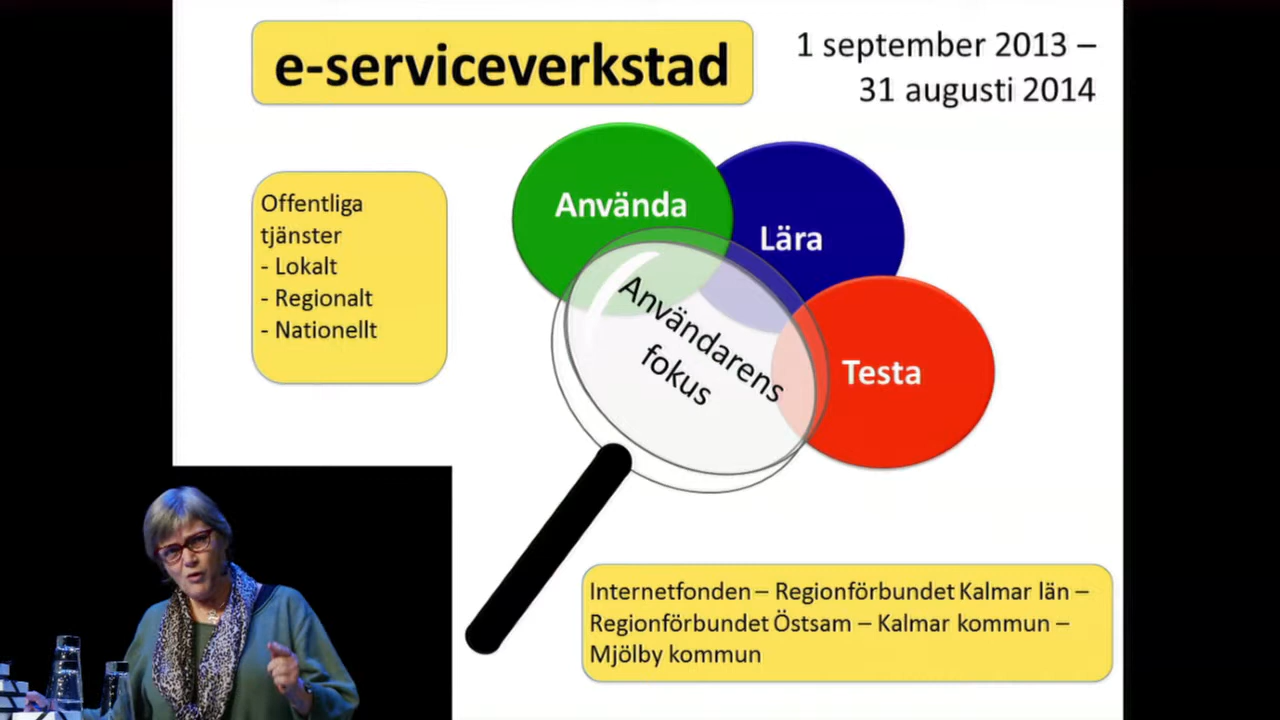 e-serviceverkstad
1 september 2013 –
31 augusti 2014
Offentliga
tjänster
- Lokalt
- Regionalt
- Nationellt
Använda
Lära
Testa
Användarens
fokus
Internetfonden – Regionförbundet Kalmar län –
Regionförbundet Östsam – Kalmar kommun –
Mjölby kommun